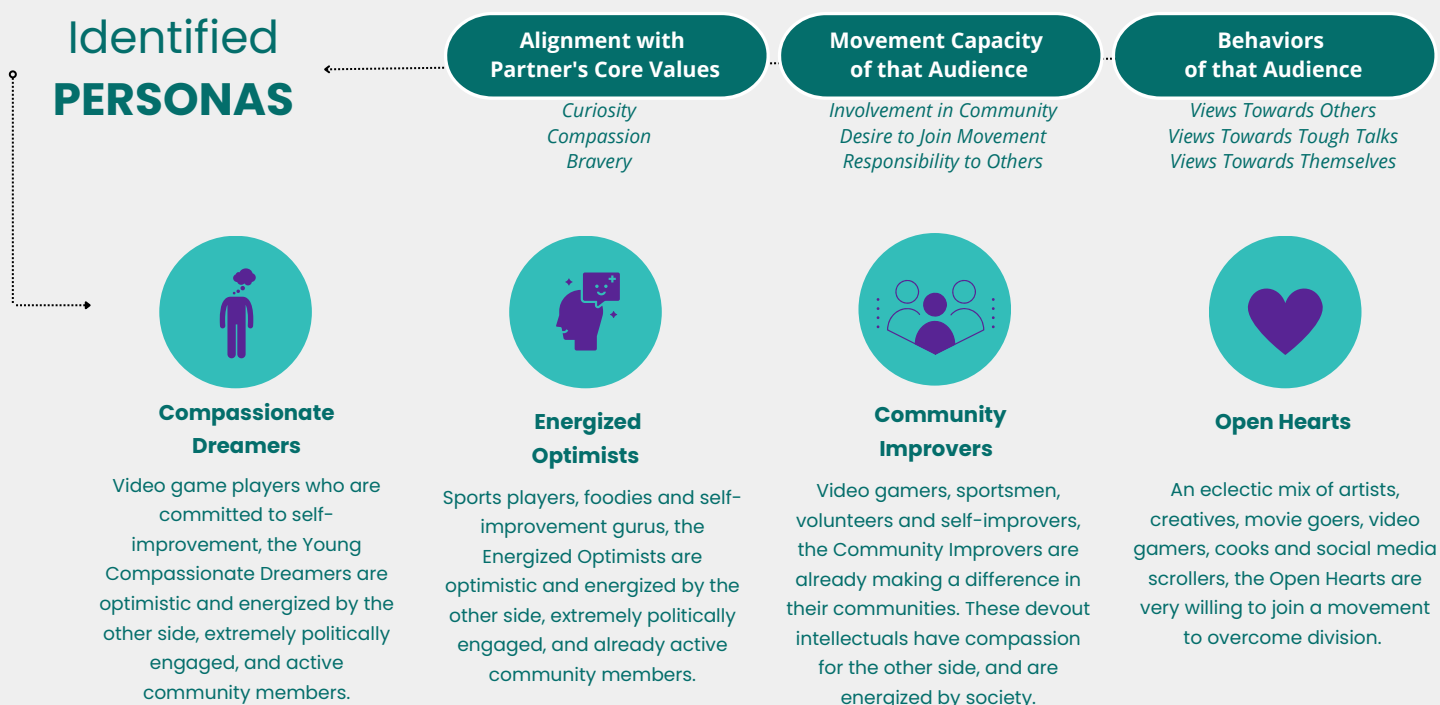 Identified
PERSONAS
Alignment with
Partner's Core Values
Curiosity
Compassion
Bravery
Movement Capacity
of that Audience
Involvement in Community
Desire to Join Movement
Responsibility to Others
Behaviors
of that Audience
Views Towards Others
Views Towards Tough Talks
Views Towards Themselves
Compassionate
Dreamers
Video game players who are
committed to self-
improvement, the Young
Compassionate Dreamers are
optimistic and energized by the
other side, extremely politically
engaged, and active
community members.
Energized
Optimists
Sports players, foodies and self-
improvement gurus, the
Energized Optimists are
optimistic and energized by the
other side, extremely politically
engaged, and already active
community members.
Community
Improvers
Video gamers, sportsmen,
volunteers and self-improvers,
the Community Improvers are
already making a difference in
their communities. These devout
intellectuals have compassion
for the other side, and are
energized by society.
Open Hearts
An eclectic mix of artists,
creatives, movie goers, video
gamers, cooks and social media
scrollers, the Open Hearts are
very willing to join a movement
to overcome division.